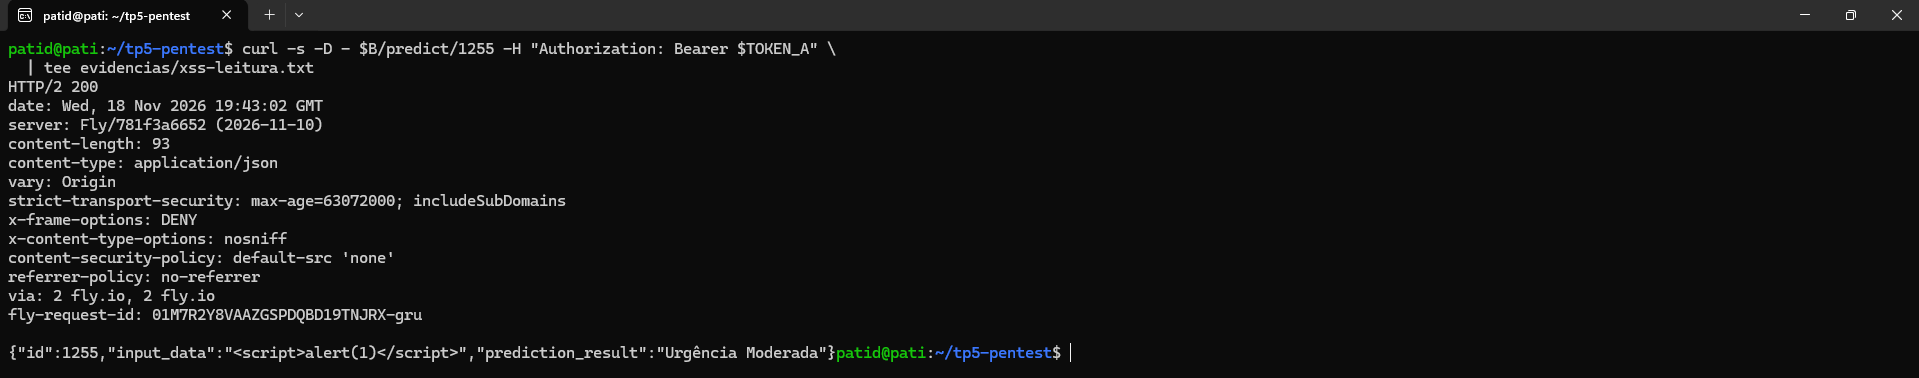 patid@pati: ~/tp5-pentest
patid@pati:~/tp5-pentest$ curl -s -D - $B/predict/1255 -H "Authorization: Bearer $TOKEN_A" \
  | tee evidencias/xss-leitura.txt
HTTP/2 200
date: Wed, 18 Nov 2026 19:43:02 GMT
server: Fly/781f3a6652 (2026-11-10)
content-length: 93
content-type: application/json
vary: Origin
strict-transport-security: max-age=63072000; includeSubDomains
x-frame-options: DENY
x-content-type-options: nosniff
content-security-policy: default-src 'none'
referrer-policy: no-referrer
via: 2 fly.io, 2 fly.io
fly-request-id: 01M7R2Y8VAAZGSPDQBD19TNJRX-gru

{"id":1255,"input_data":"<script>alert(1)</script>","prediction_result":"Urgência Moderada"}patid@pati:~/tp5-pentest$